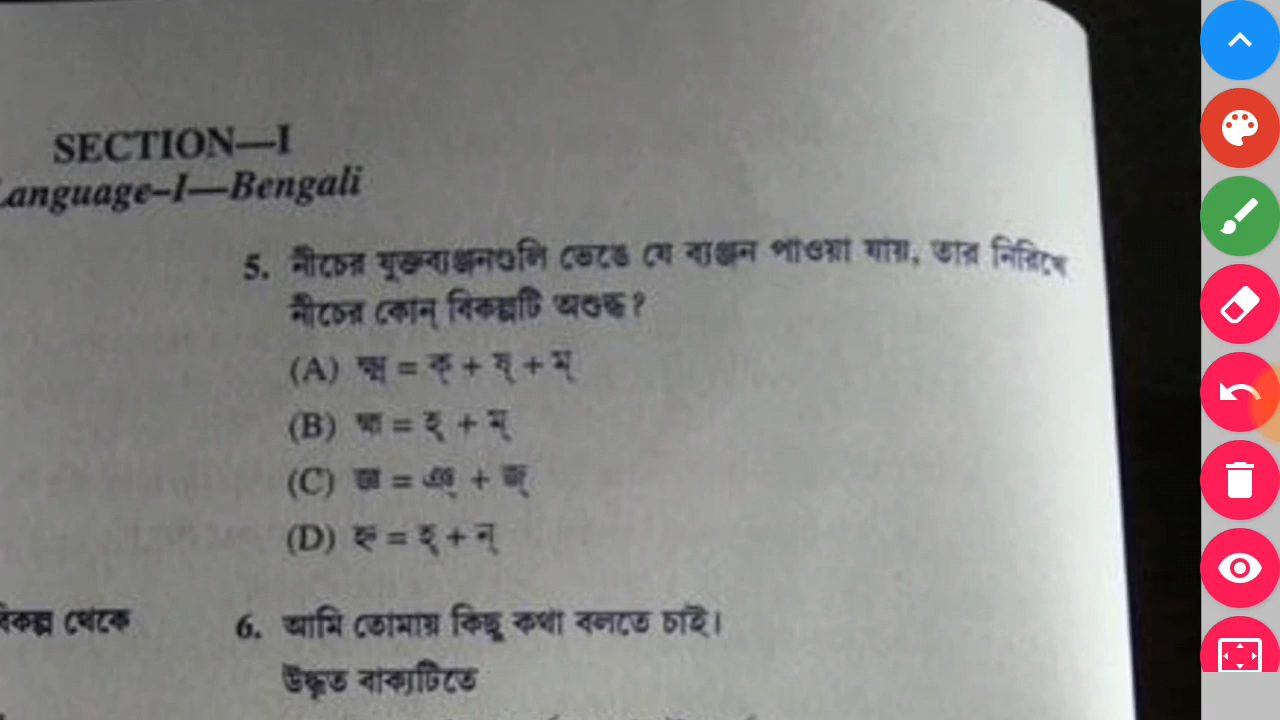 SECTION—I
Language–I—Bengali
5. নীচের যুক্তব্যঞ্জনগুলি ভেঙে যে ব্যঞ্জন পাওয়া যায়, তার নিরিখে
নীচের কোন্ বিকল্পটি অশুদ্ধ?
(A) ক্ষ্ম = ক্ + ষ্ + ম্
(B) হ্ম = হ্ + ম্
(C) = ঞ্ + জ্
(D) হ্ন = হ্ + ন্
বিকল্প থেকে
6. আমি তোমায় কিছু কথা বলতে চাই।
উদ্ধৃত বাক্যটিতে